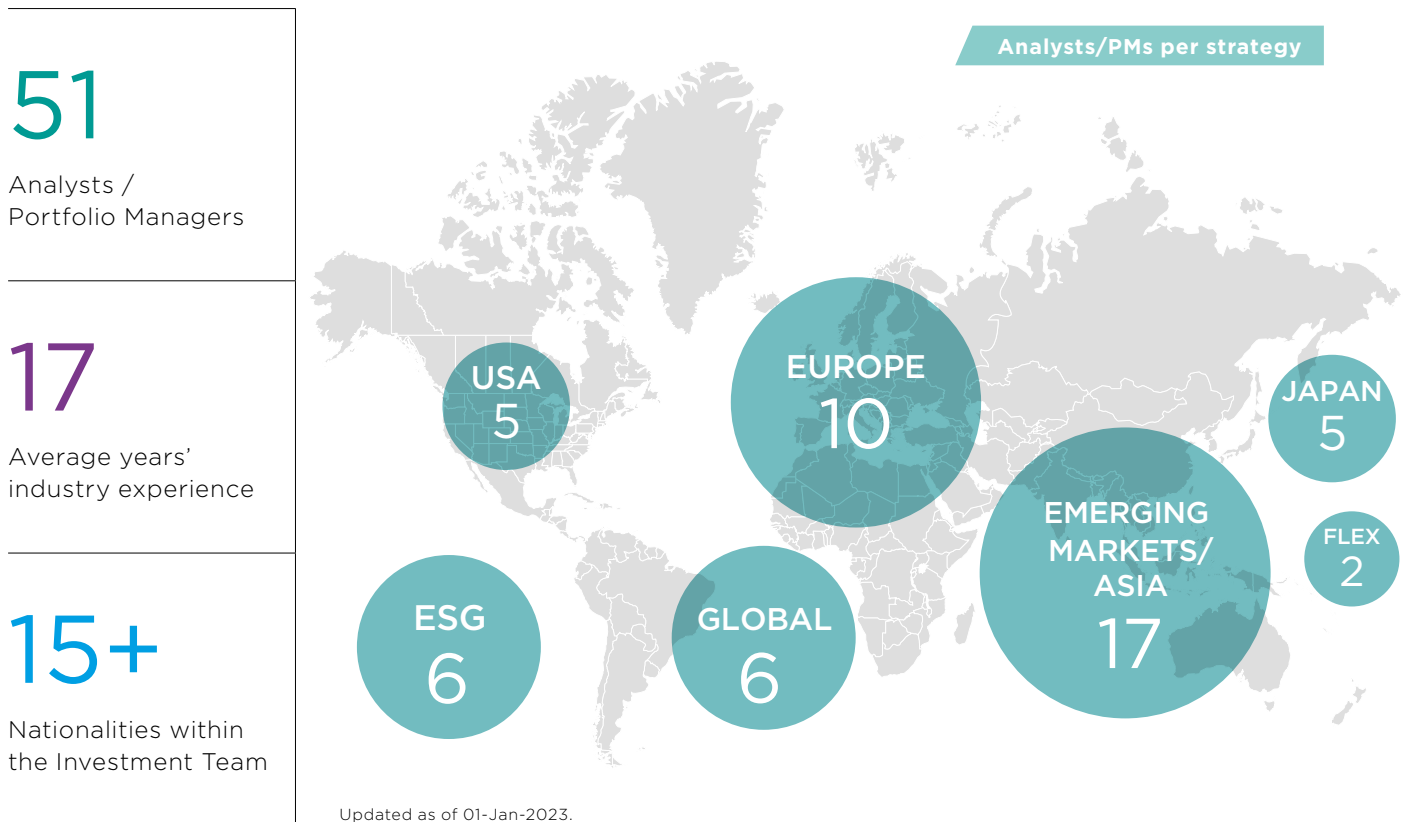 51
Analysts /
Portfolio Managers
17
Average years’
industry experience
15+
Nationalities within
the Investment Team
Analysts/PMs per strategy
USA
5
EUROPE
10
JAPAN
5
EMERGING
MARKETS/
ASIA
17
FLEX
2
ESG
6
GLOBAL
6
Updated as of 01-Jan-2023.